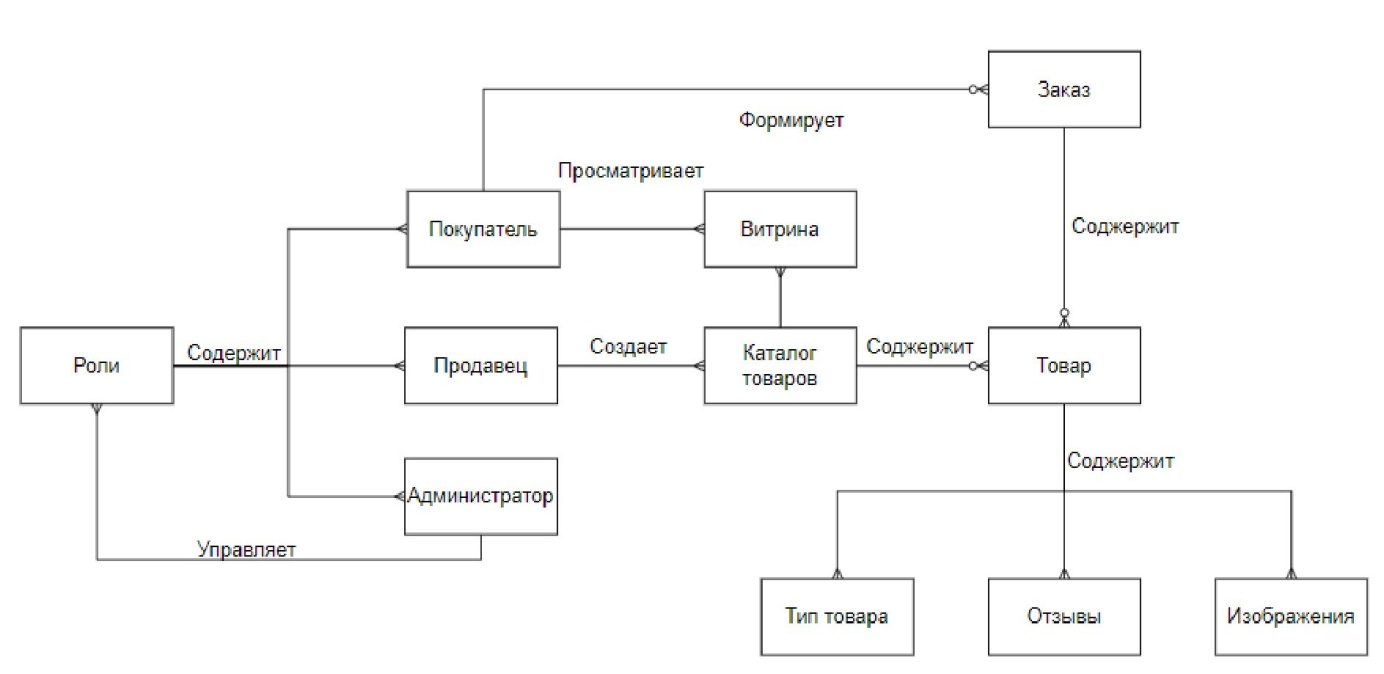 Заказ
Формирует
Просматривает
Покупатель
Витрина
Соджержит
Роли
Содержит
Продавец
Создает
Каталог
товаров
Соджержит
Товар
Соджержит
Администратор
Управляет
Тип товара
Отзывы
Изображения